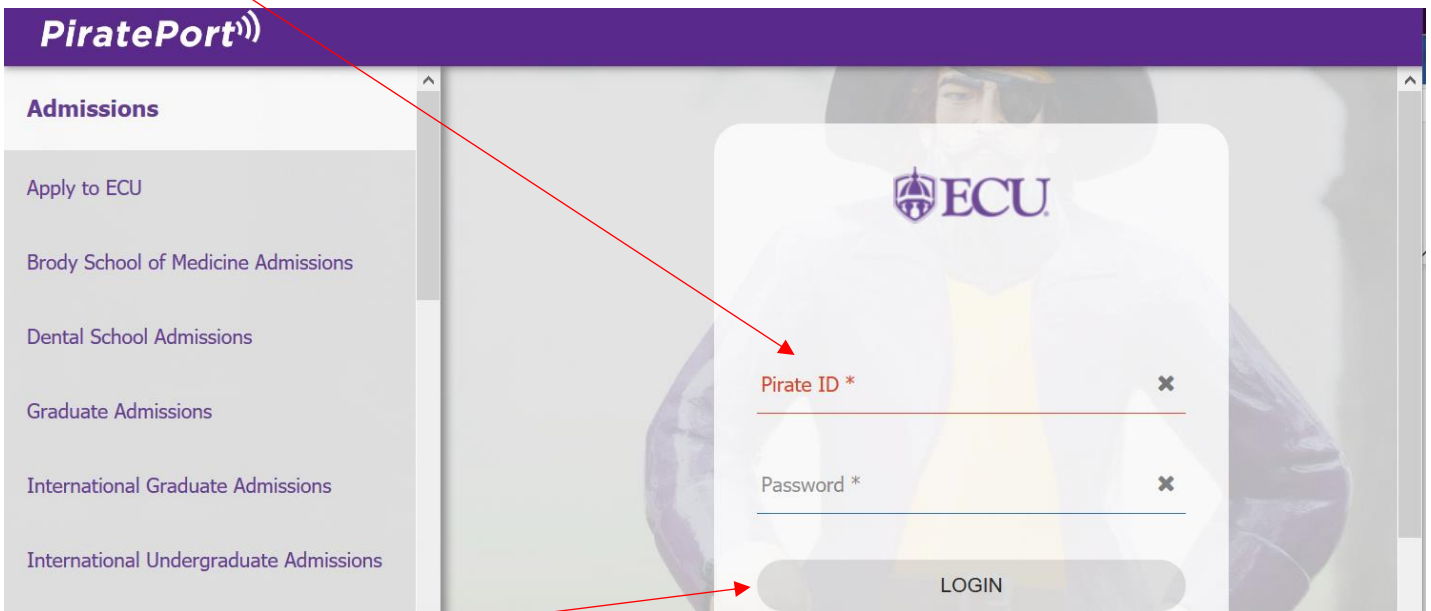 PiratePort
Admissions
Apply to ECU
Brody School of Medicine Admissions
Dental School Admissions
Graduate Admissions
International Graduate Admissions
International Undergraduate Admissions
ECU
Pirate ID *
Password *
LOGIN